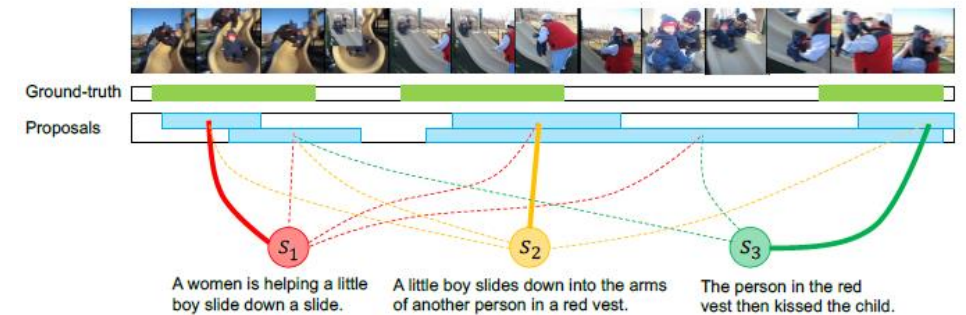 Ground-truth
Proposals
S1
S2
S3
A women is helping a little
boy slide down a slide.
A little boy slides down into the arms
of another person in a red vest.
The person in the red
vest then kissed the child.